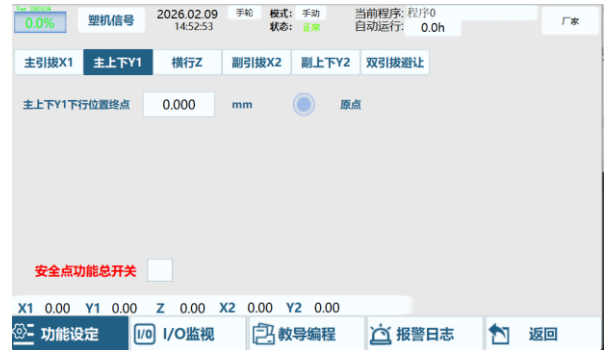 Ver 260104
0.0% 塑机信号 2026.02.09 手轮 模式: 手动 当前程序: 程序0 厂家
14:52:53 状态: 正常 自动运行: 0.0h
主引拔X1 主上下Y1 横行Z 副引拔X2 副上下Y2 双引拔避让
主上下Y1下行位置终点 0.000 mm 原点
安全点功能总开关
X1 0.00 Y1 0.00 Z 0.00 X2 0.00 Y2 0.00
功能设定 I/O I/O监视 教导编程 报警日志 返回